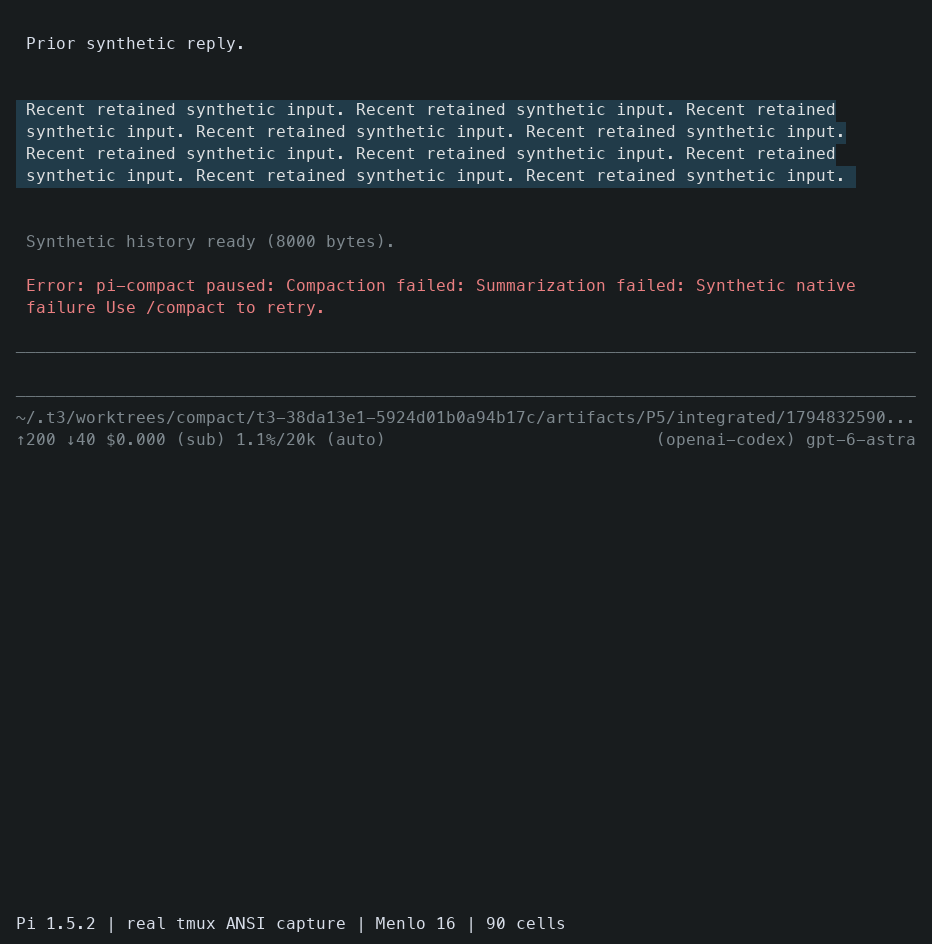 Prior synthetic reply.
Recent retained synthetic input. Recent retained synthetic input. Recent retained
synthetic input. Recent retained synthetic input. Recent retained synthetic input.
Recent retained synthetic input. Recent retained synthetic input. Recent retained
synthetic input. Recent retained synthetic input. Recent retained synthetic input.
Synthetic history ready (8000 bytes).
Error: pi-compact paused: Compaction failed: Summarization failed: Synthetic native
failure Use /compact to retry.
~/.t3/worktrees/compact/t3-38da13e1-5924d01b0a94b17c/artifacts/P5/integrated/1794832590...
↑200 ↓40 $0.000 (sub) 1.1%/20k (auto) (openai-codex) gpt-6-astra
Pi 1.5.2 | real tmux ANSI capture | Menlo 16 | 90 cells